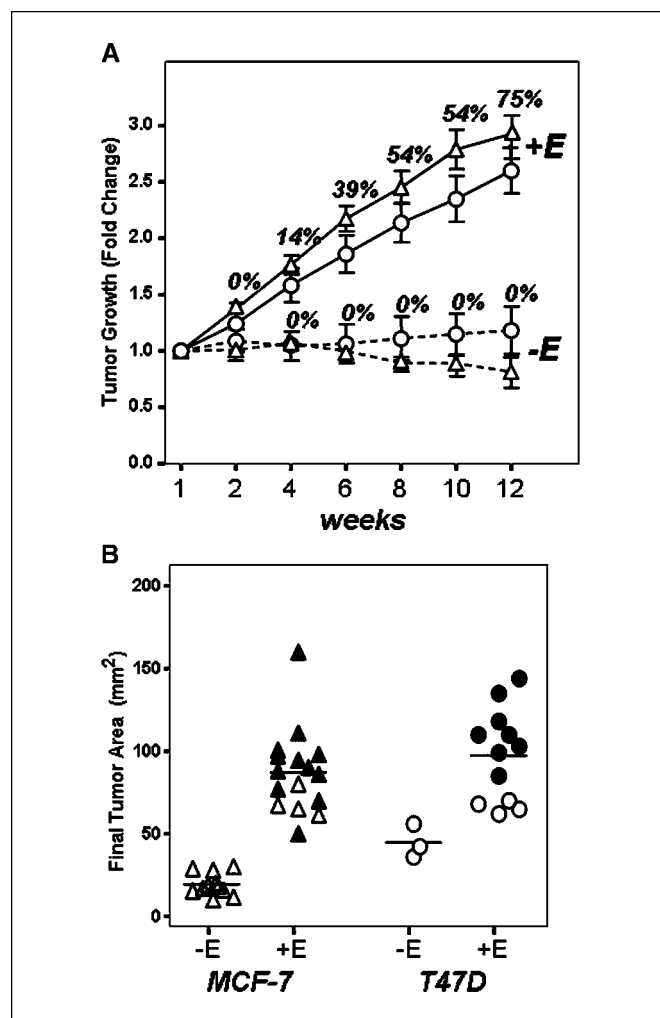 A
75%
54%
54%
39%
14%
0%
+E
0% 0% 0% 0% 0%
-E
3.0
2.5
2.0
1.5
1.0
0.5
0.0
Tumor Growth (Fold Change)
1 2 4 6 8 10 12
weeks
B
200
150
100
50
0
Final Tumor Area (mm²)
-E +E -E +E
MCF-7 T47D